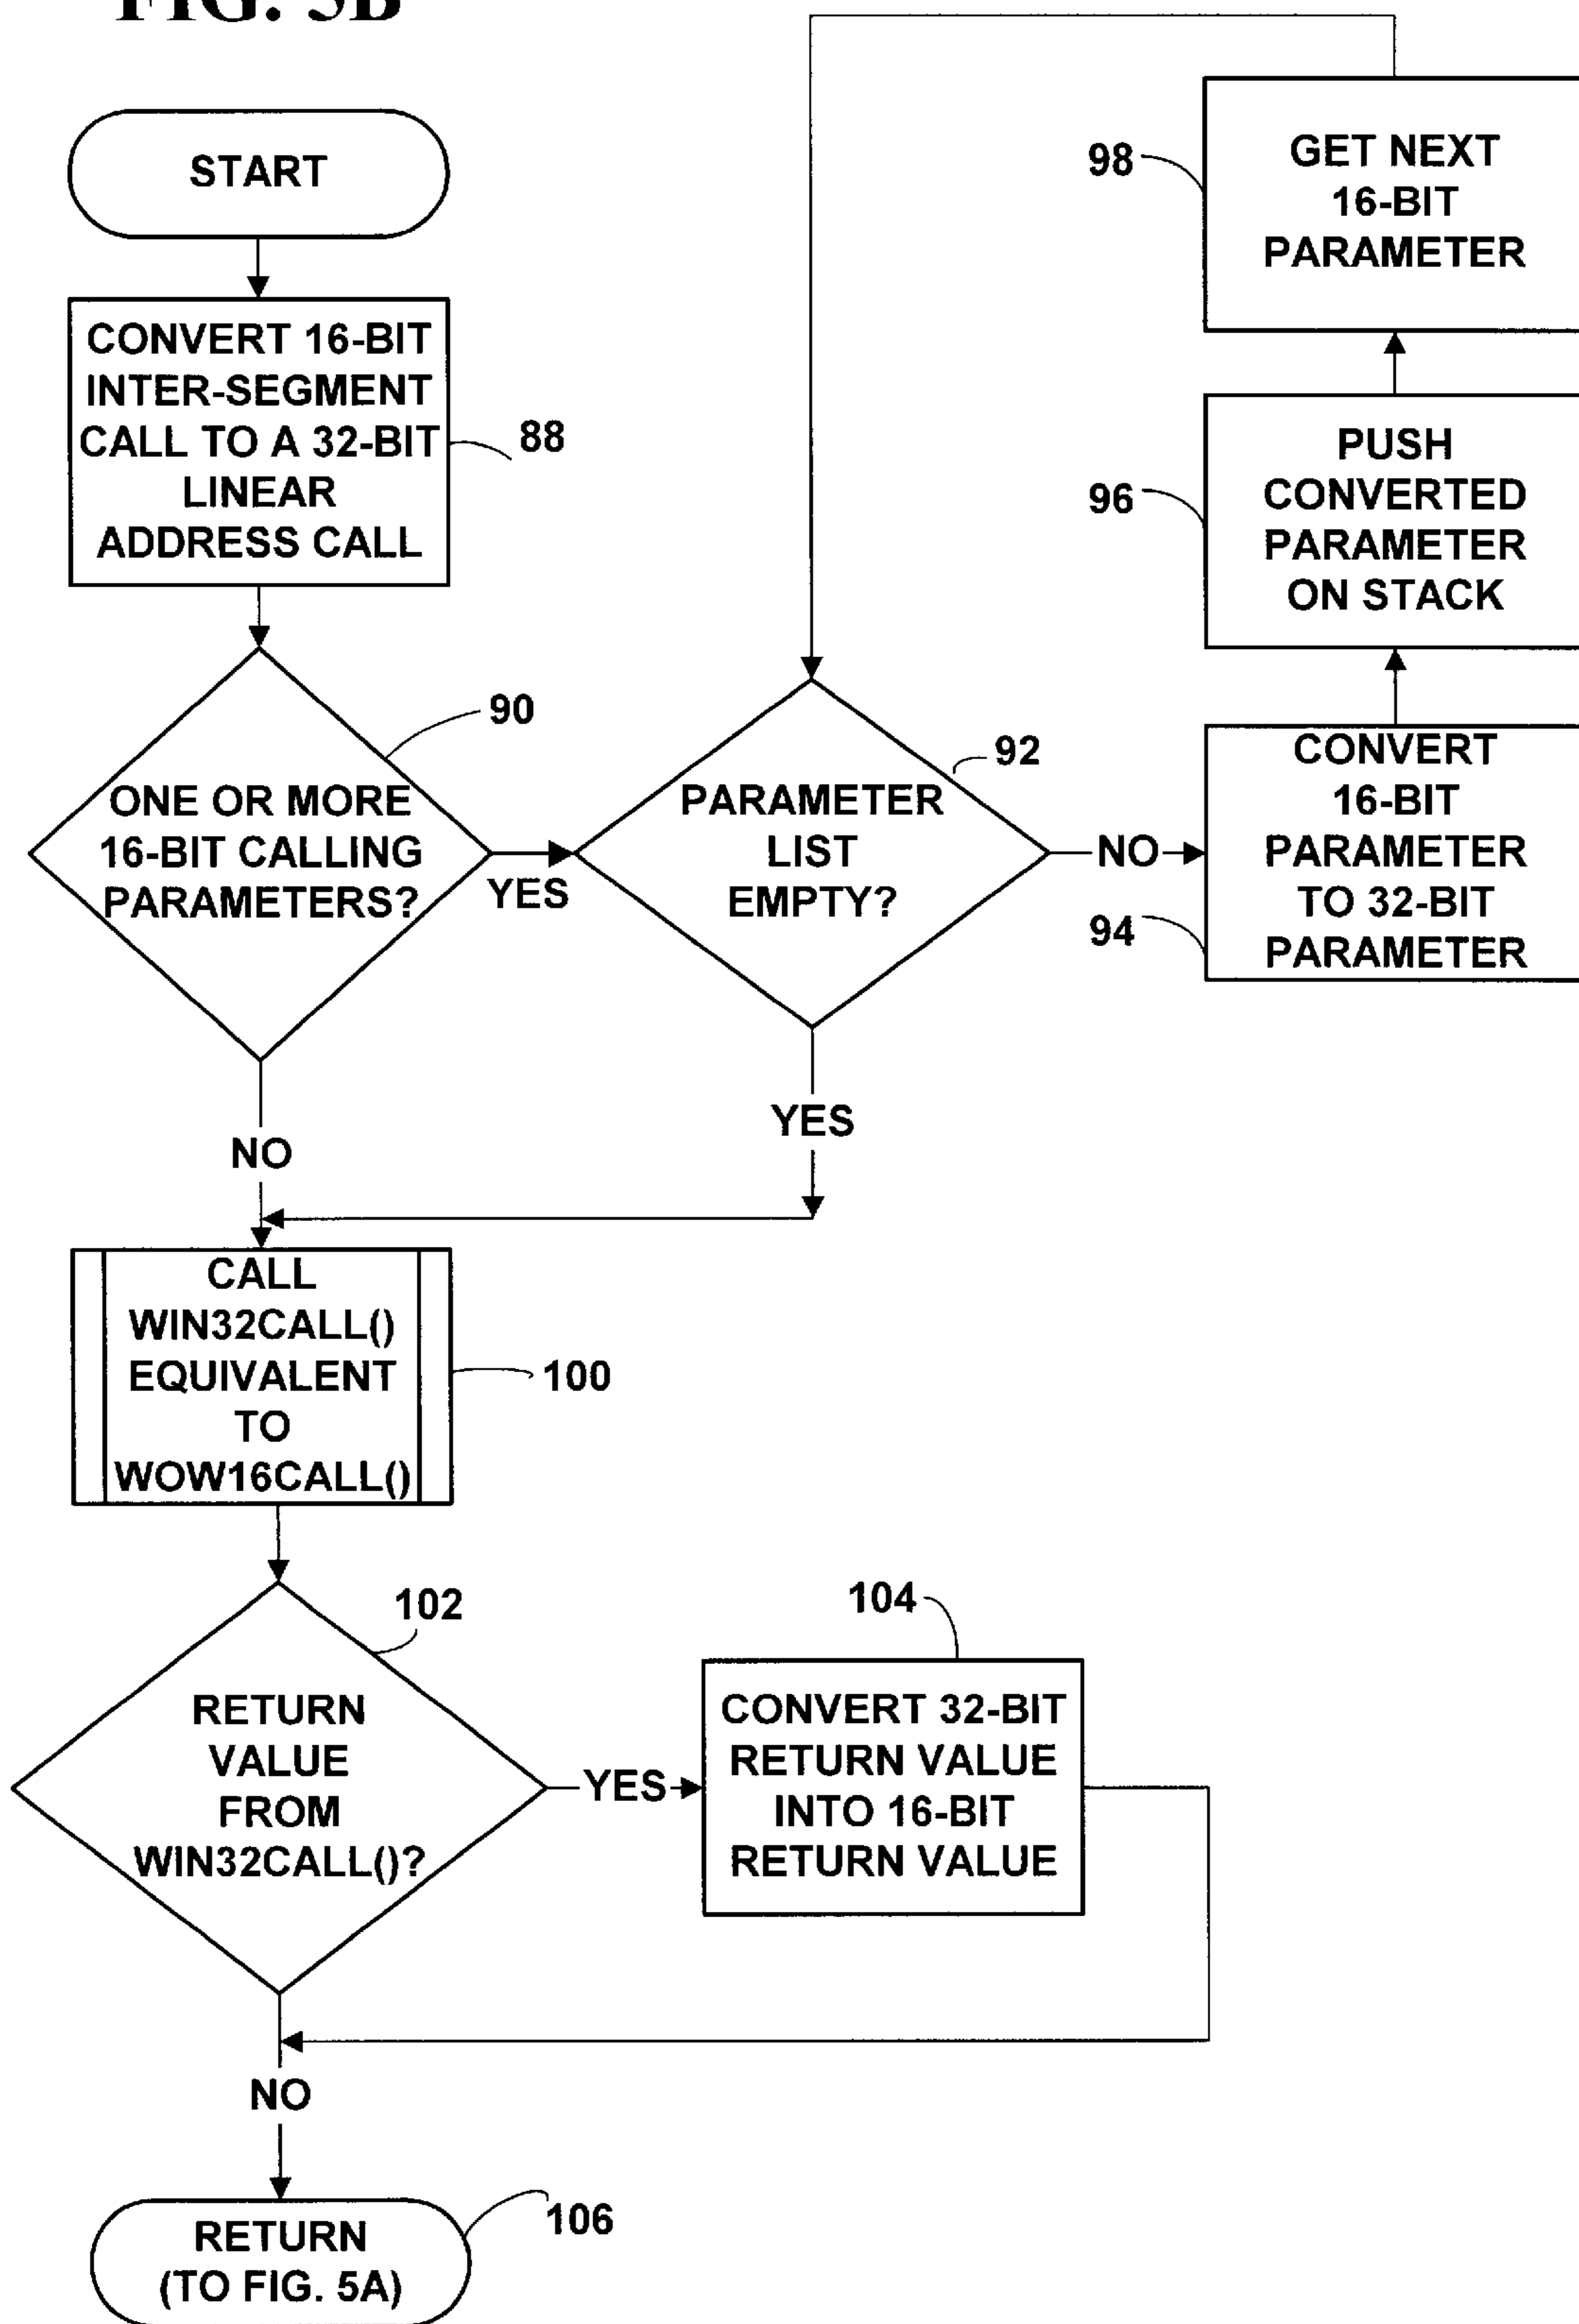 FIG. 5B
START
CONVERT 16-BIT
INTER-SEGMENT
CALL TO A 32-BIT
LINEAR
ADDRESS CALL
88
ONE OR MORE
16-BIT CALLING
PARAMETERS?
90
YES
NO
PARAMETER
LIST
EMPTY?
92
NO
YES
CONVERT
16-BIT
PARAMETER
TO 32-BIT
PARAMETER
94
PUSH
CONVERTED
PARAMETER
ON STACK
96
GET NEXT
16-BIT
PARAMETER
98
CALL
WIN32CALL()
EQUIVALENT
TO
WOW16CALL()
100
RETURN
VALUE
FROM
WIN32CALL()?
102
YES
NO
CONVERT 32-BIT
RETURN VALUE
INTO 16-BIT
RETURN VALUE
104
RETURN
(TO FIG. 5A)
106